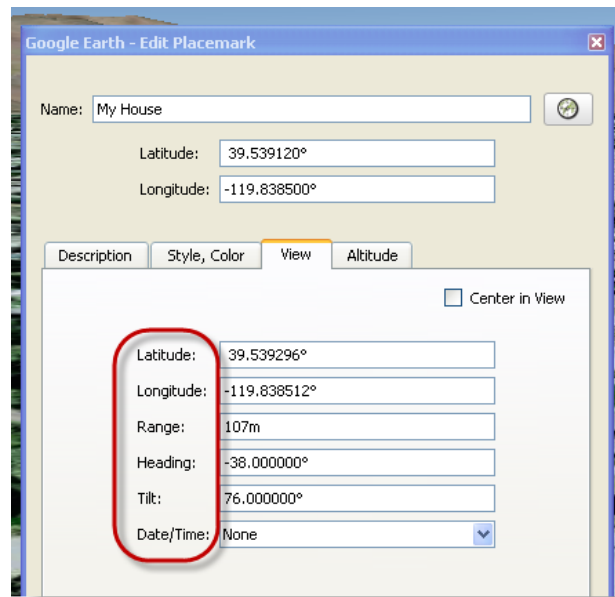 Google Earth - Edit Placemark
Name: My House
Latitude: 39.539120°
Longitude: -119.838500°
Description Style, Color View Altitude
Center in View
Latitude: 39.539296°
Longitude: -119.838512°
Range: 107m
Heading: -38.000000°
Tilt: 76.000000°
Date/Time: None